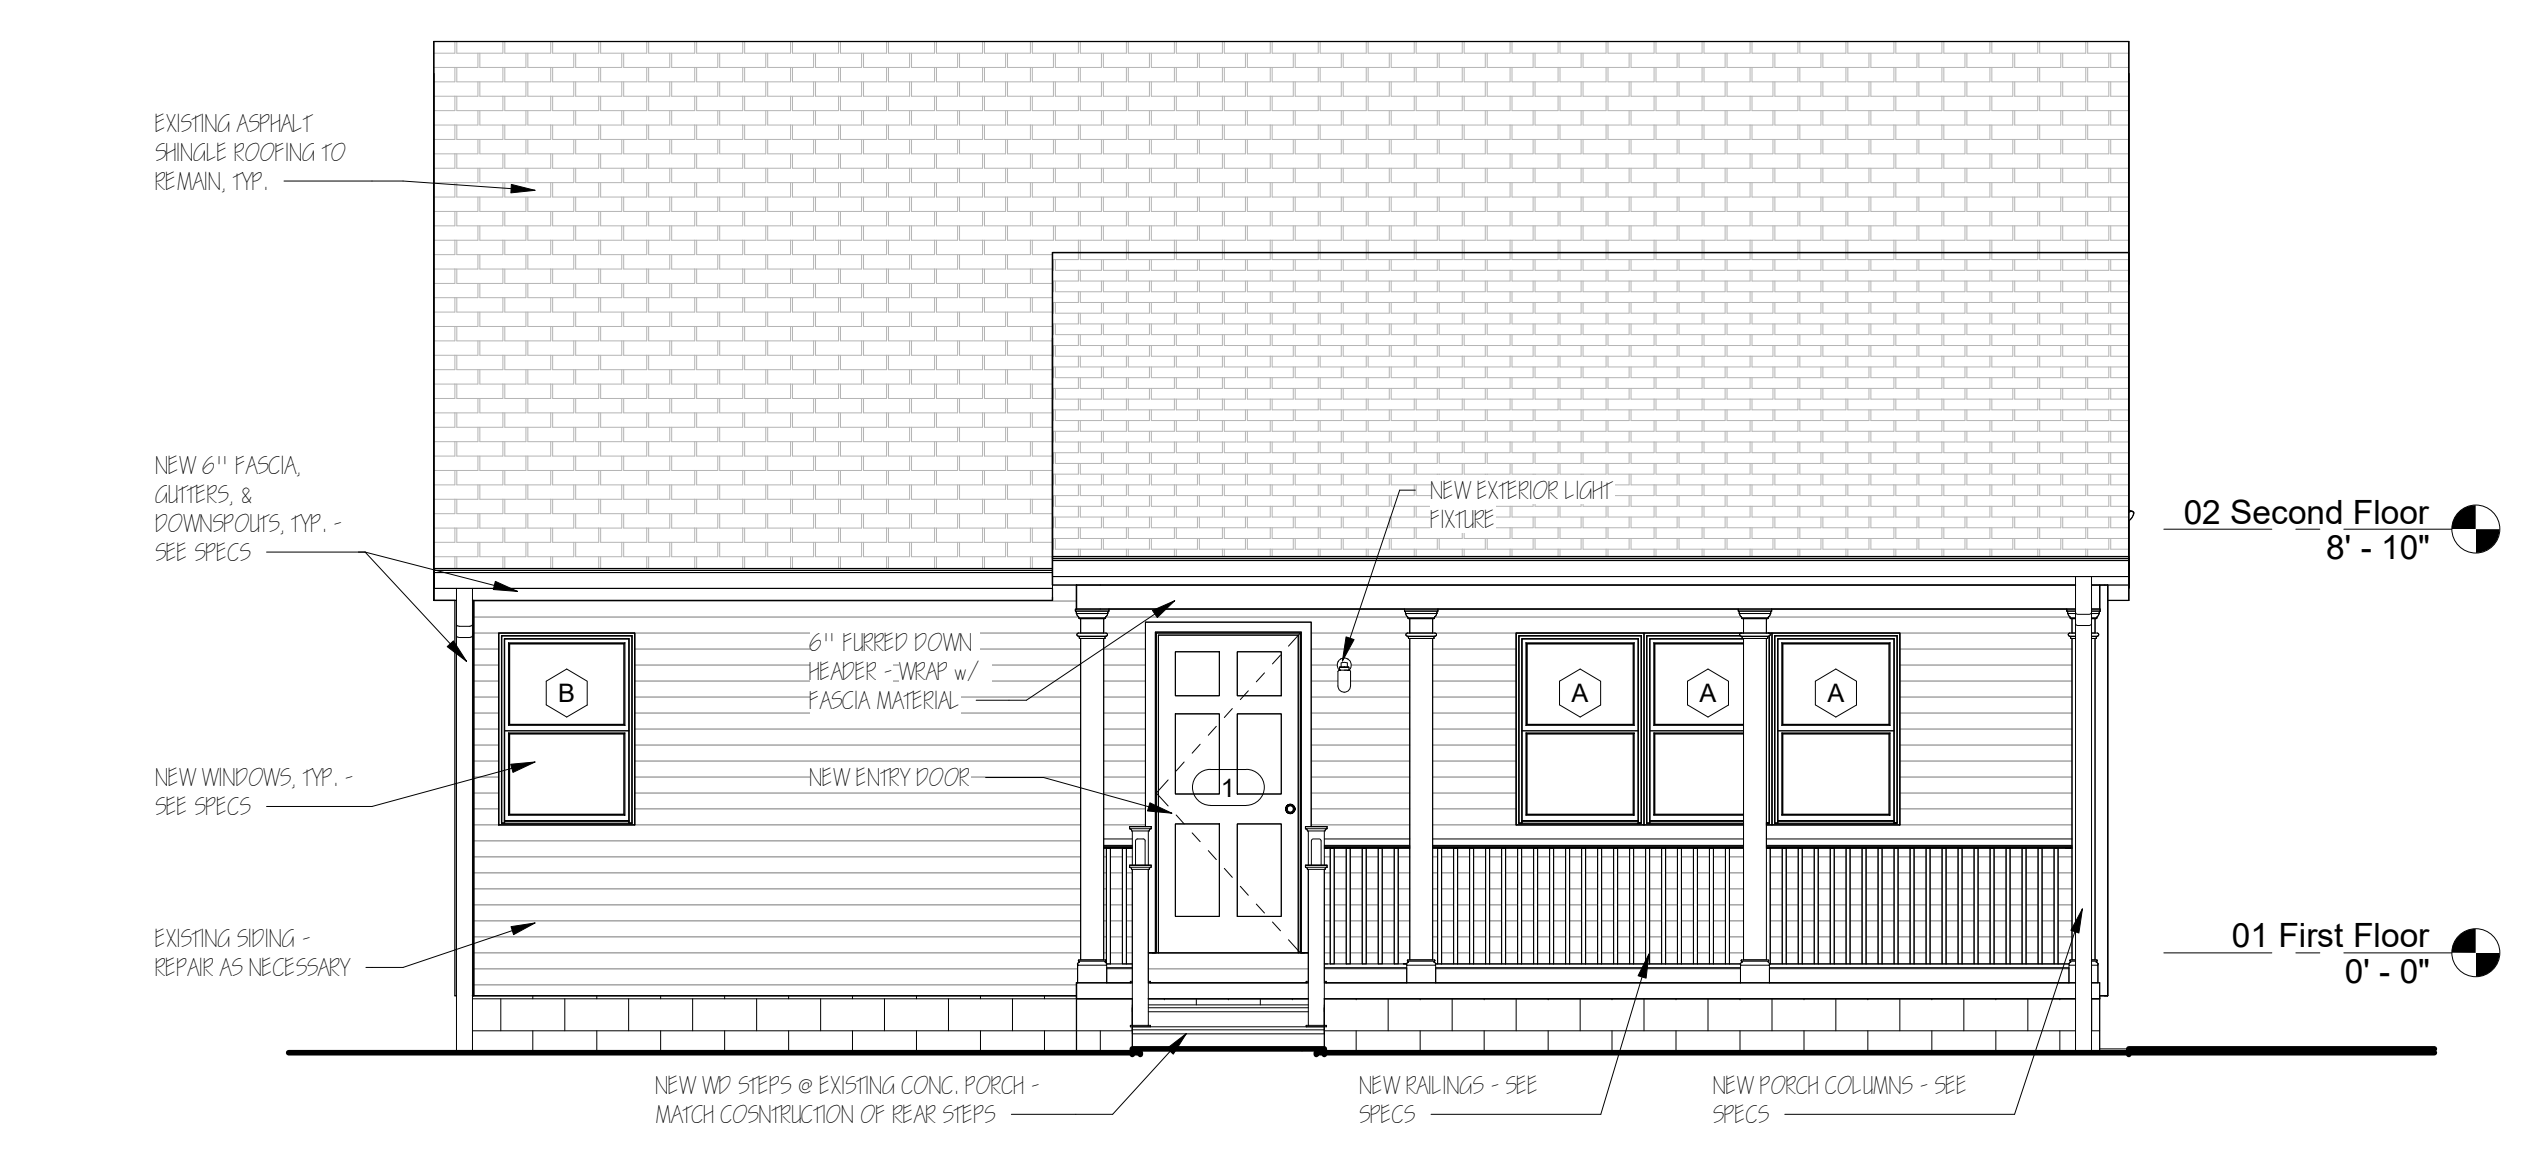 EXISTING ASPHALT
SHINGLE ROOFING TO
REMAIN, TYP.
NEW 6" FASCIA,
GUTTERS, &
DOWNSPOUTS, TYP. -
SEE SPECS
NEW EXTERIOR LIGHT
FIXTURE
02 Second Floor
8' - 10"
6" FURRED DOWN
HEADER - WRAP w/
FASCIA MATERIAL
B
A
A
A
NEW WINDOWS, TYP. -
SEE SPECS
NEW ENTRY DOOR
1
EXISTING SIDING -
REPAIR AS NECESSARY
01 First Floor
0' - 0"
NEW WD STEPS @ EXISTING CONC. PORCH -
MATCH COSNTRUCTION OF REAR STEPS
NEW RAILINGS - SEE
SPECS
NEW PORCH COLUMNS - SEE
SPECS